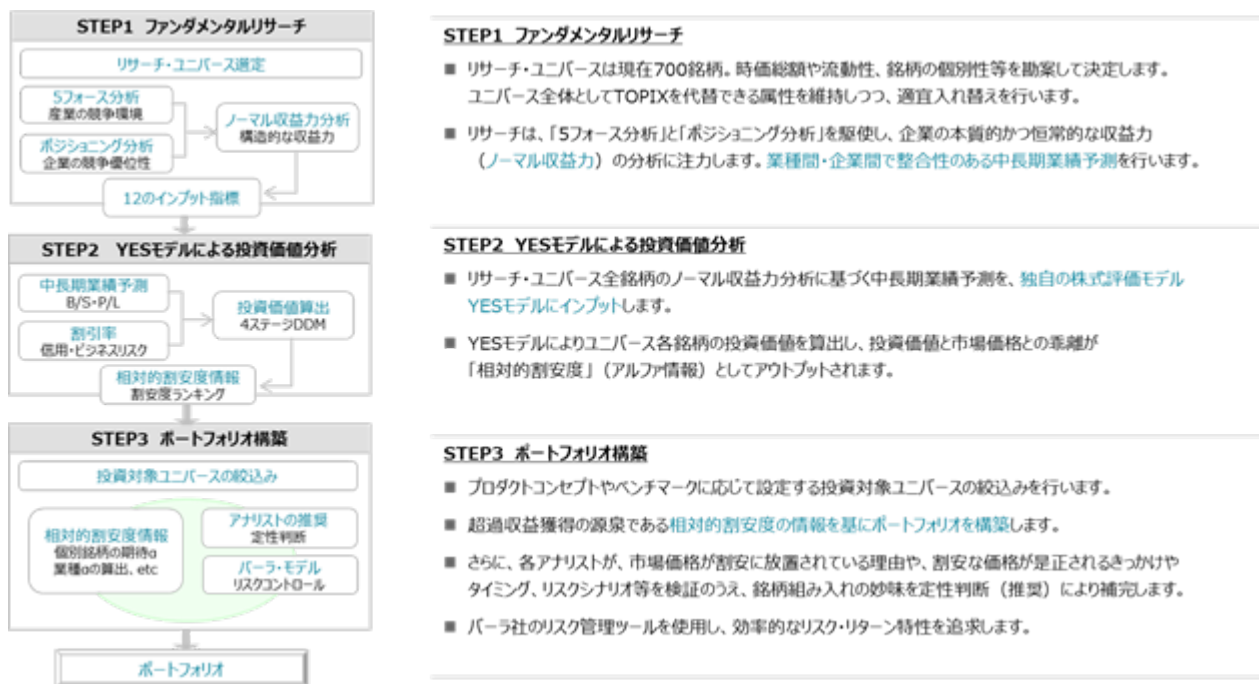 STEP1 ファンダメンタルリサーチ
リサーチ・ユニバース選定
5フォース分析
産業の競争環境
ポジショニング分析
企業の競争優位性
ノーマル収益力分析
構造的な収益力
12のインプット指標
STEP2 YESモデルによる投資価値分析
中長期業績予測
B/S・P/L
割引率
信用・ビジネスリスク
投資価値算出
4ステージDDM
相対的割安度情報
割安度ランキング
STEP3 ポートフォリオ構築
投資対象ユニバースの絞込み
相対的割安度情報
個別銘柄の期待α
業種αの算出、etc
アナリストの推奨
定性判断
バーラ・モデル
リスクコントロール
ポートフォリオ
STEP1 ファンダメンタルリサーチ
■ リサーチ・ユニバースは現在700銘柄。時価総額や流動性、銘柄の個別性等を勘案して決定します。
ユニバース全体としてTOPIXを代替できる属性を維持しつつ、適宜入れ替えを行います。
■ リサーチは、「5フォース分析」と「ポジショニング分析」を駆使し、企業の本質的かつ恒常的な収益力
（ノーマル収益力）の分析に注力します。業種間・企業間で整合性のある中長期業績予測を行います。
STEP2 YESモデルによる投資価値分析
■ リサーチ・ユニバース全銘柄のノーマル収益力分析に基づく中長期業績予測を、独自の株式評価モデル
YESモデルにインプットします。
■ YESモデルによりユニバース各銘柄の投資価値を算出し、投資価値と市場価格との乖離が
「相対的割安度」（アルファ情報）としてアウトプットされます。
STEP3 ポートフォリオ構築
■ プロダクトコンセプトやベンチマークに応じて設定する投資対象ユニバースの絞込みを行います。
■ 超過収益獲得の源泉である相対的割安度の情報を基にポートフォリオを構築します。
■ さらに、各アナリストが、市場価格が割安に放置されている理由や、割安な価格が是正されるきっかけや
タイミング、リスクシナリオ等を検証のうえ、銘柄組み入れの妙味を定性判断（推奨）により補完します。
■ バーラ社のリスク管理ツールを使用し、効率的なリスク・リターン特性を追求します。